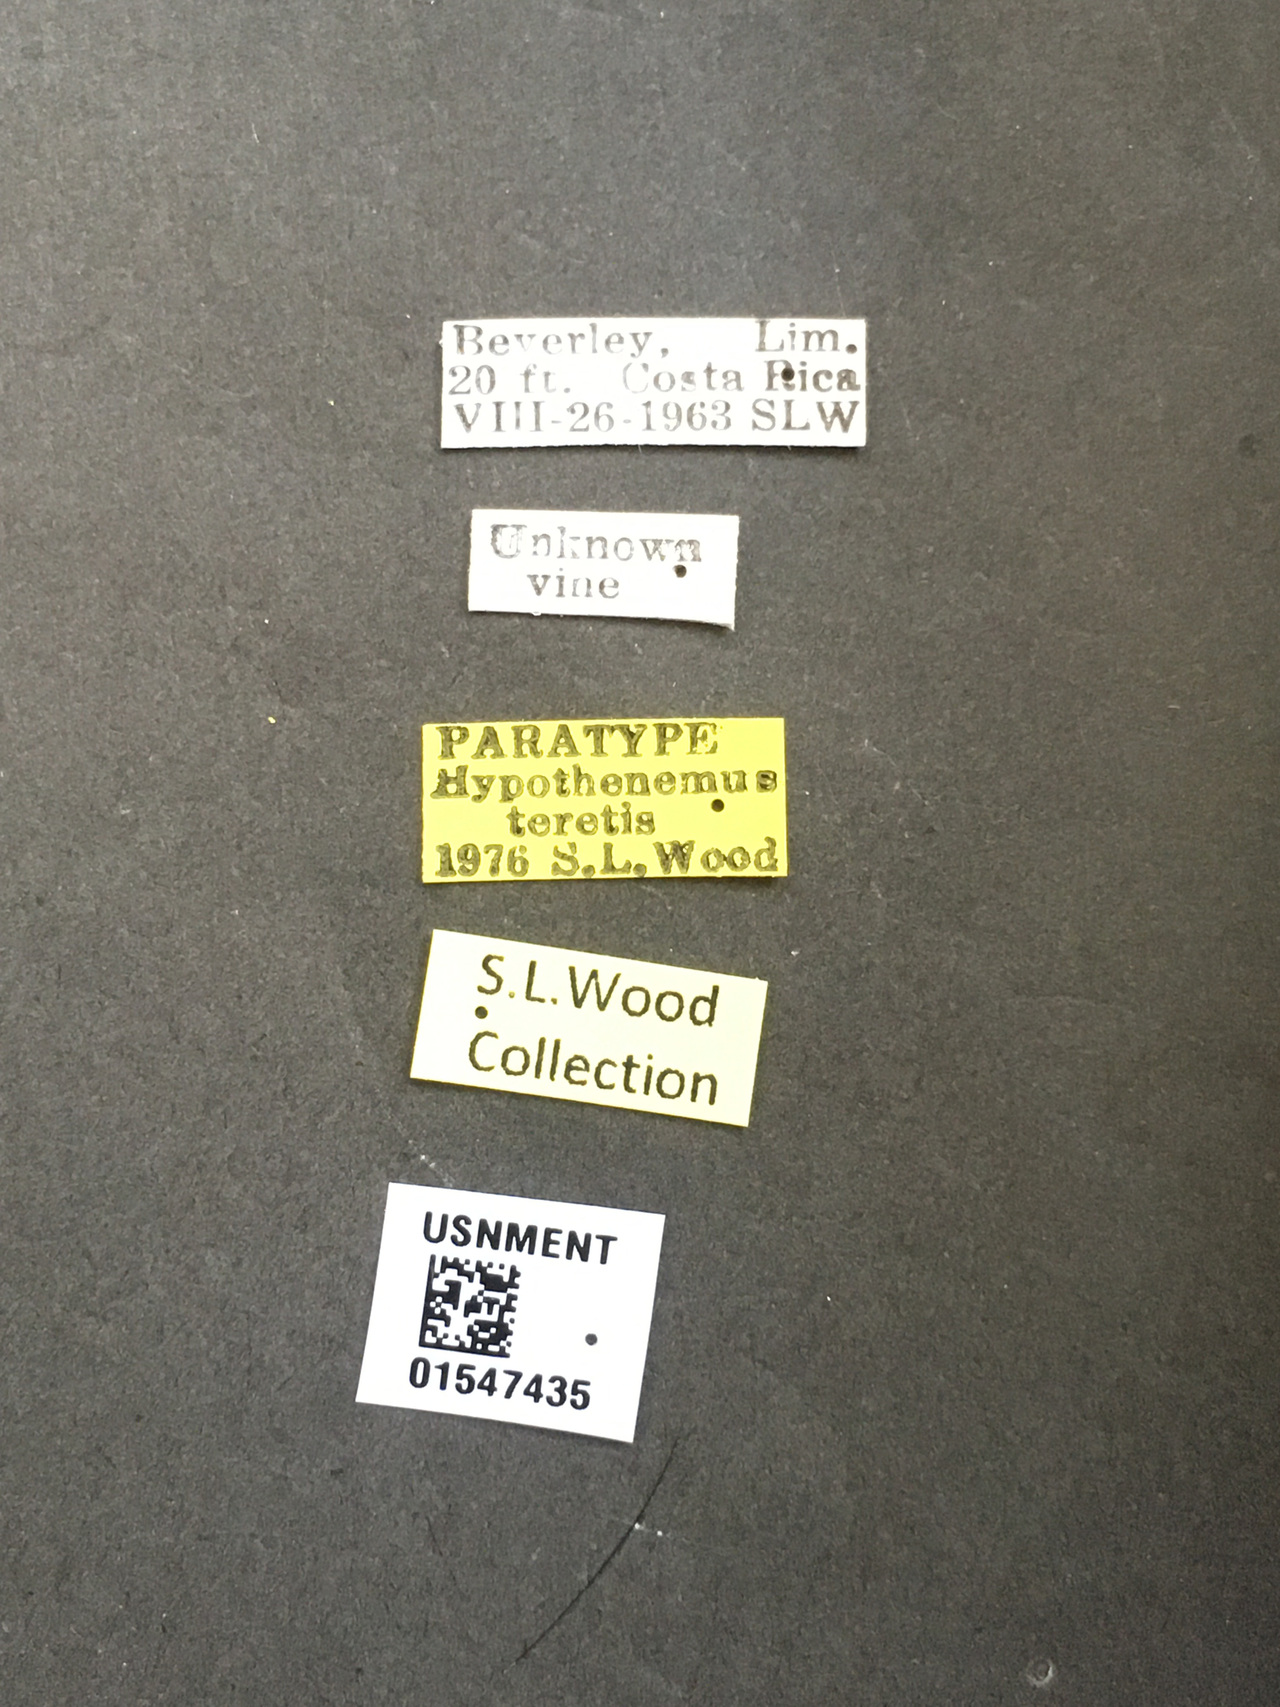 Beverley, Lim.
20 ft. Costa Rica
VIII-26-1963 SLW
Unknown
vine
PARATYPE
Hypothenemus
teretis
1976 S.L.Wood
S.L.Wood
Collection
USNMENT
01547435